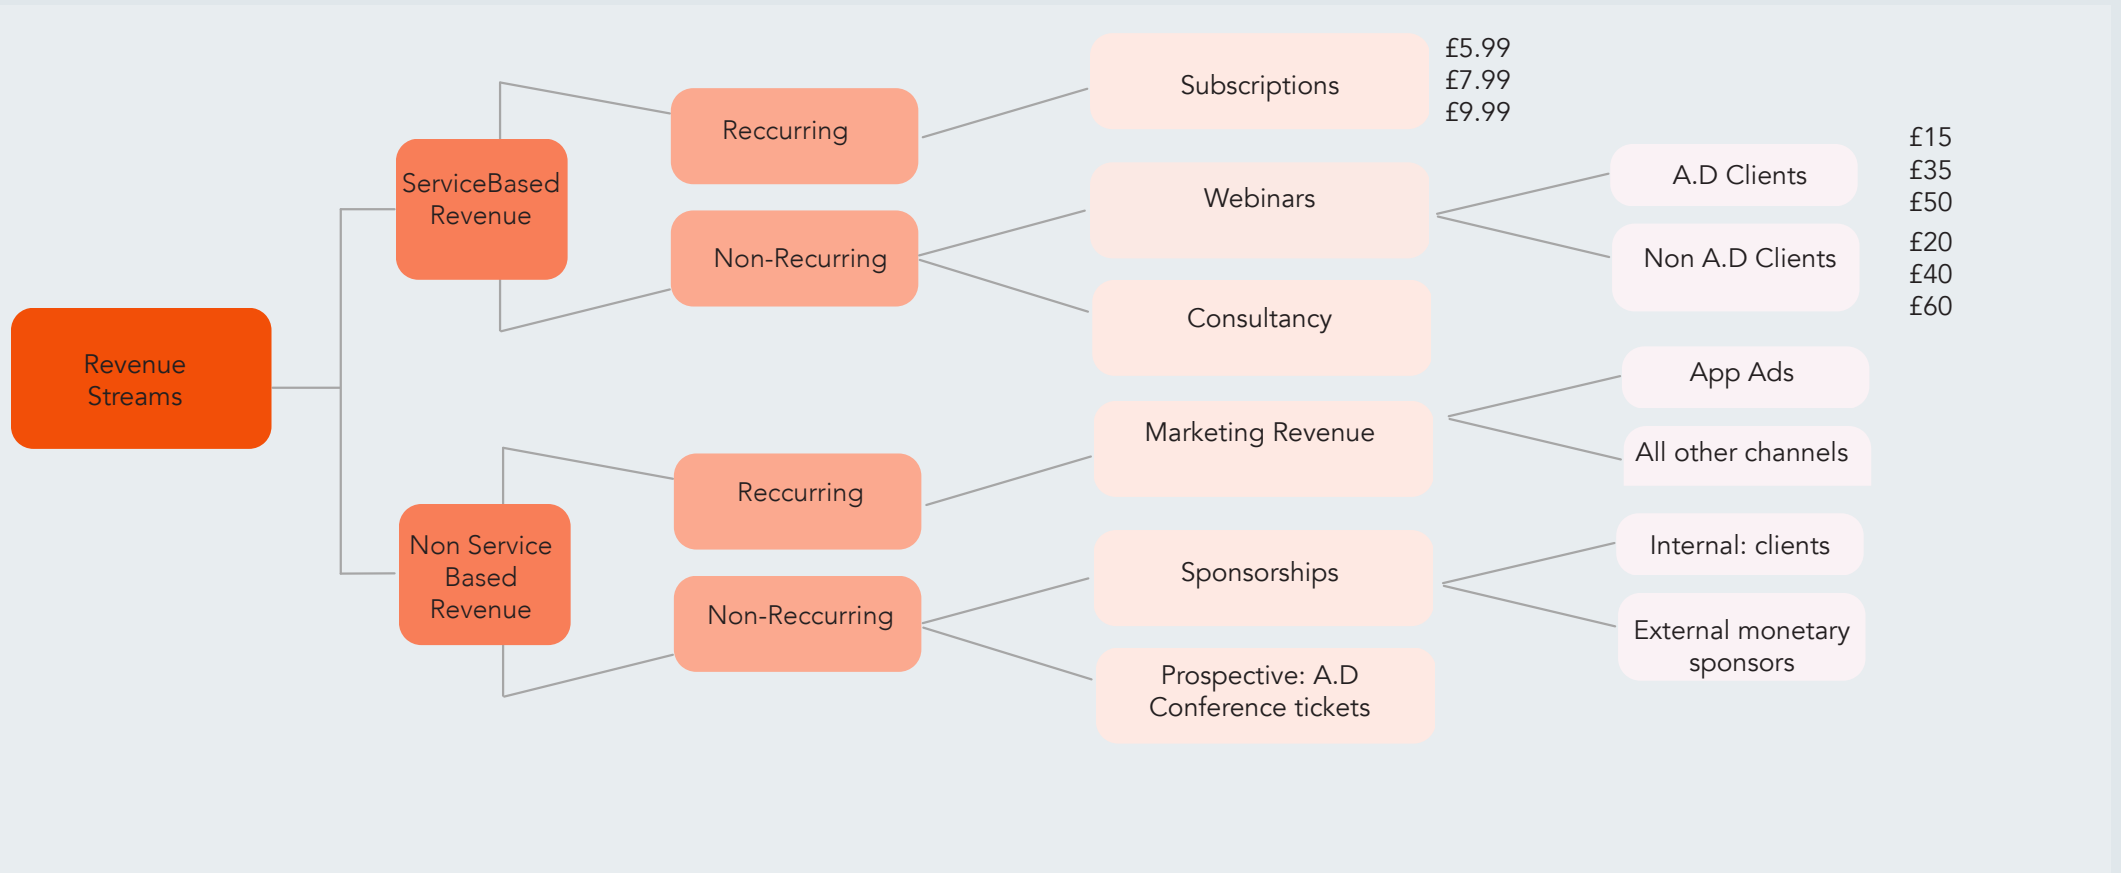 Revenue
Streams
ServiceBased
Revenue
Reccurring
Subscriptions
£5.99
£7.99
£9.99
Non-Recurring
Webinars
A.D Clients
£15
£35
£50
Non A.D Clients
£20
£40
£60
Consultancy
Non Service
Based
Revenue
Reccurring
Marketing Revenue
App Ads
All other channels
Non-Reccurring
Sponsorships
Internal: clients
External monetary
sponsors
Prospective: A.D
Conference tickets